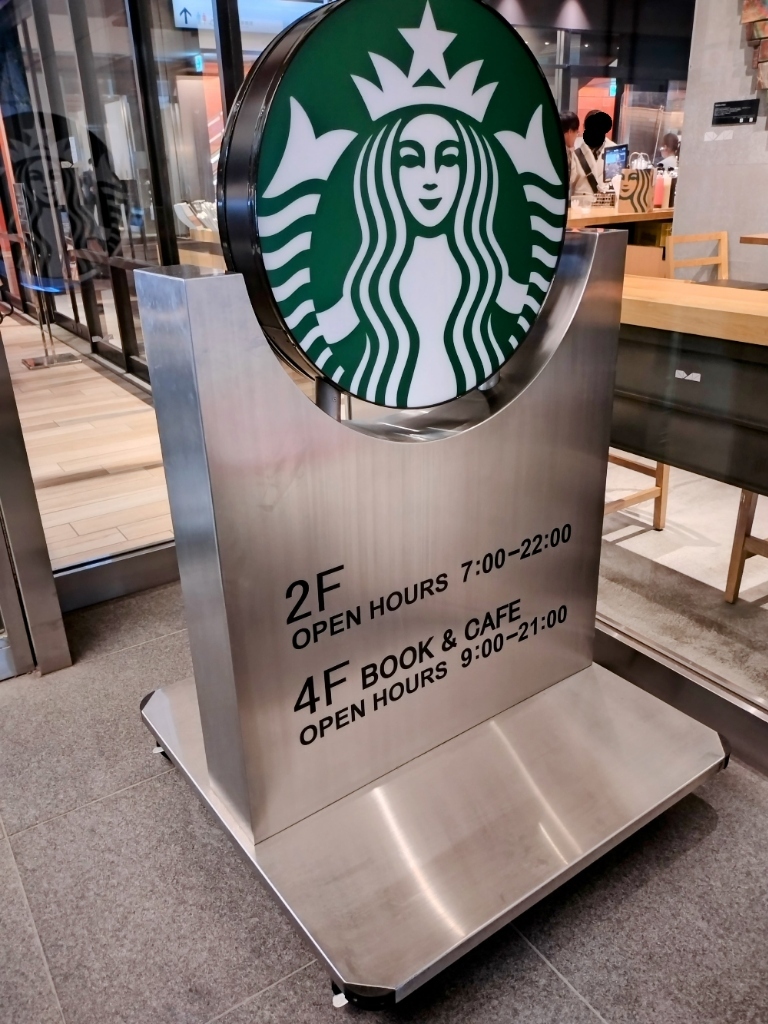 2F
OPEN HOURS 7:00-22:00
4F BOOK & CAFE
OPEN HOURS 9:00-21:00